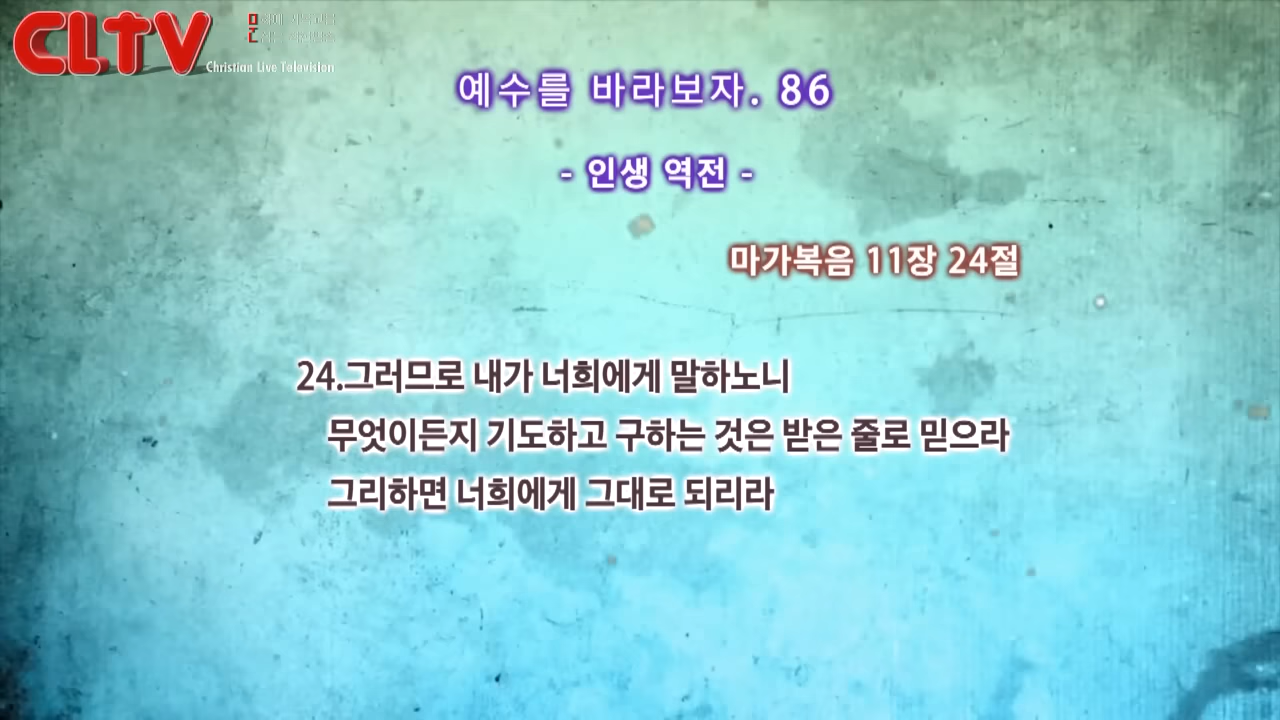 CLTV
Christian Live Television
예수를 바라보자. 86
- 인생 역전 -
마가복음 11장 24절
24.그러므로 내가 너희에게 말하노니
무엇이든지 기도하고 구하는 것은 받은 줄로 믿으라
그리하면 너희에게 그대로 되리라